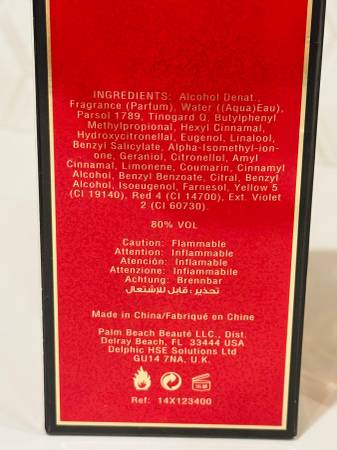 INGREDIENTS: Alcohol Denat.,
Fragrance (Parfum), Water ((Aqua)Eau),
Parsol 1789, Tinogard Q, Butylphenyl
Methylpropional, Hexyl Cinnamal,
Hydroxycitronellal, Eugenol, Linalool,
Benzyl Salicylate, Alpha-Isomethyl-ion-
one, Geraniol, Citronellol, Amyl
Cinnamal, Limonene, Coumarin, Cinnamyl
Alcohol, Benzyl Benzoate, Citral, Benzyl
Alcohol, Isoeugenol, Farnesol, Yellow 5
(CI 19140), Red 4 (CI 14700), Ext. Violet
2 (CI 60730).
80% VOL
Caution: Flammable
Attention: Inflammable
Atención: Inflamable
Attenzione: Infiammabile
Achtung: Brennbar
تحذير: قابل للإشتعال
Made in China/Fabriqué en Chine
Palm Beach Beauté LLC., Dist.
Delray Beach, FL 33444 USA
Delphic HSE Solutions Ltd
GU14 7NA, U.K.
Ref: 14X123400